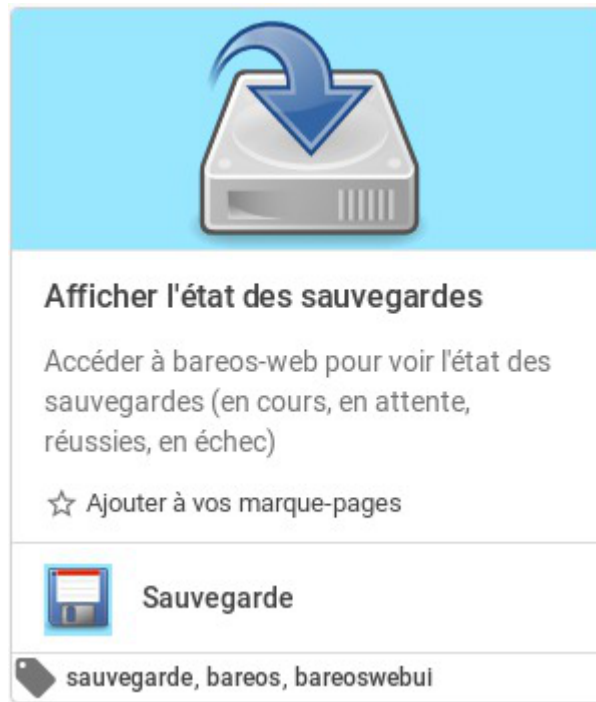 Afficher l'état des sauvegardes
Accéder à bareos-web pour voir l'état des
sauvegardes (en cours, en attente,
réussies, en échec)
Ajouter à vos marque-pages
Sauvegarde
sauvegarde, bareos, bareoswebui